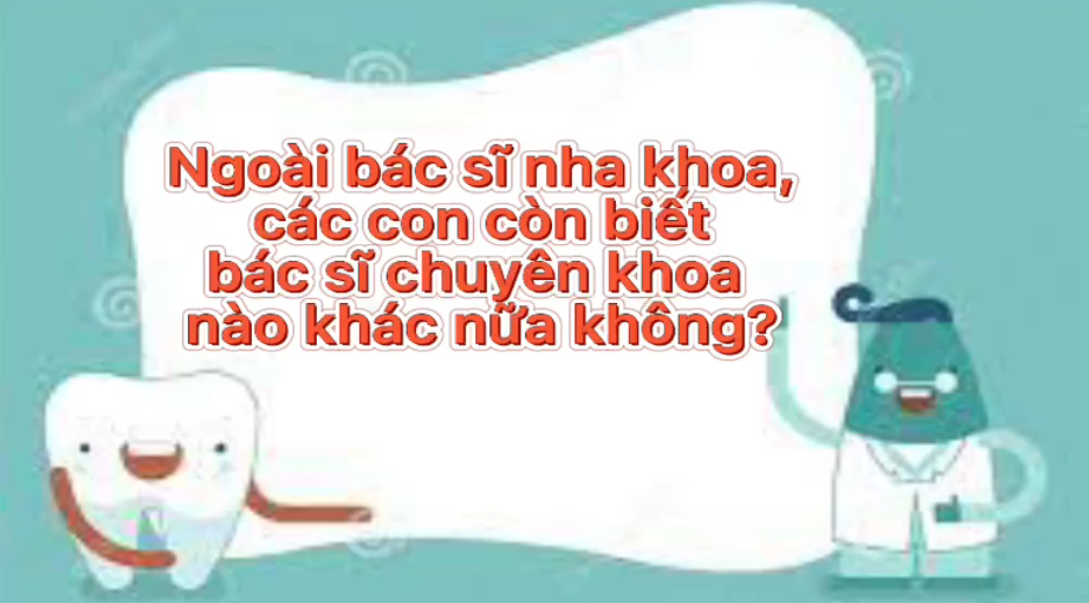 Ngoài bác sĩ nha khoa,
các con còn biết
bác sĩ chuyên khoa
nào khác nữa không?